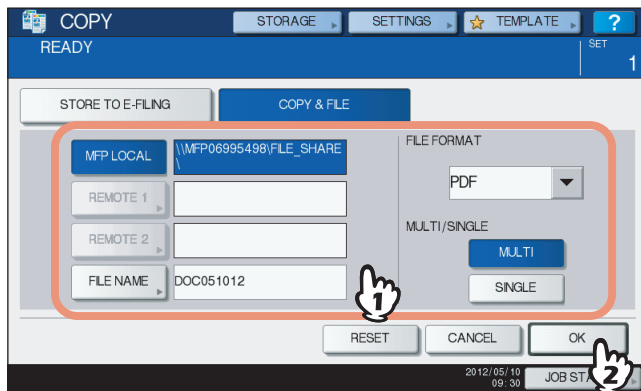 COPY
STORAGE
SETTINGS
TEMPLATE
?
READY
SET
1
STORE TO E-FILING
COPY & FILE
MFP LOCAL
\\MFP06995498\FILE_SHARE
\
REMOTE 1
REMOTE 2
FILE NAME
DOC051012
FILE FORMAT
PDF
MULTI/SINGLE
MULTI
SINGLE
1
RESET
CANCEL
OK
2
2012/05/10
09:30
JOB ST